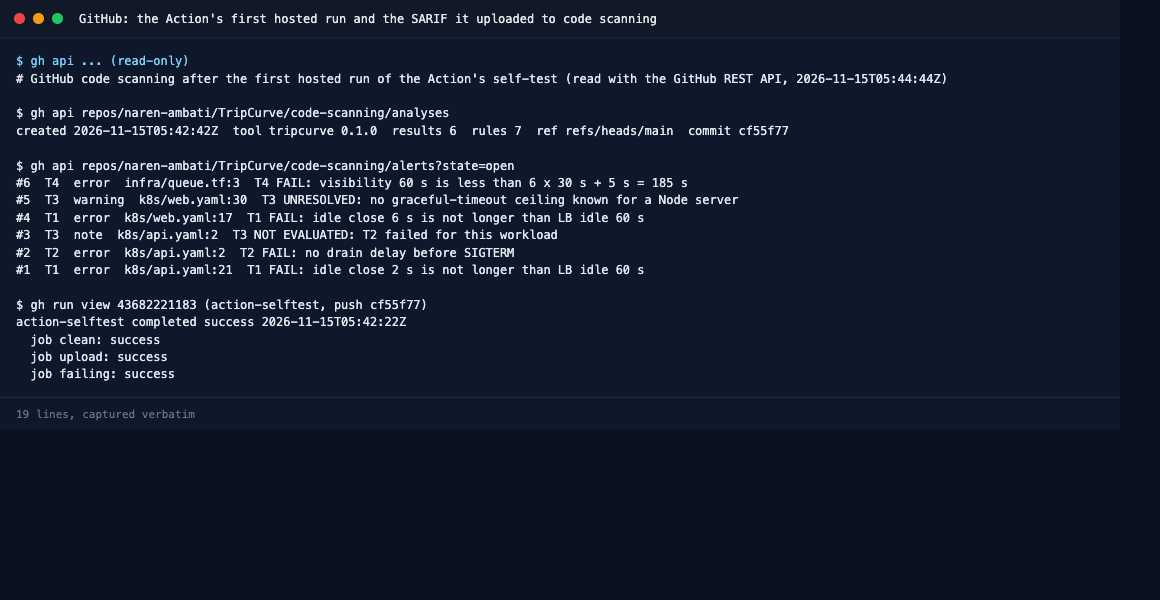 GitHub: the Action's first hosted run and the SARIF it uploaded to code scanning
$ gh api ... (read-only)
# GitHub code scanning after the first hosted run of the Action's self-test (read with the GitHub REST API, 2026-11-15T05:44:44Z)
$ gh api repos/naren-ambati/TripCurve/code-scanning/analyses
created 2026-11-15T05:42:42Z  tool tripcurve 0.1.0  results 6  rules 7  ref refs/heads/main  commit cf55f77
$ gh api repos/naren-ambati/TripCurve/code-scanning/alerts?state=open
#6  T4  error  infra/queue.tf:3  T4 FAIL: visibility 60 s is less than 6 x 30 s + 5 s = 185 s
#5  T3  warning  k8s/web.yaml:30  T3 UNRESOLVED: no graceful-timeout ceiling known for a Node server
#4  T1  error  k8s/web.yaml:17  T1 FAIL: idle close 6 s is not longer than LB idle 60 s
#3  T3  note  k8s/api.yaml:2  T3 NOT EVALUATED: T2 failed for this workload
#2  T2  error  k8s/api.yaml:2  T2 FAIL: no drain delay before SIGTERM
#1  T1  error  k8s/api.yaml:21  T1 FAIL: idle close 2 s is not longer than LB idle 60 s
$ gh run view 43682221183 (action-selftest, push cf55f77)
action-selftest completed success 2026-11-15T05:42:22Z
  job clean: success
  job upload: success
  job failing: success
19 lines, captured verbatim